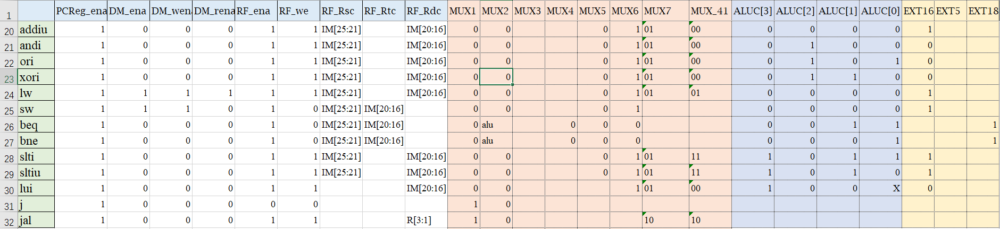 1 PCReg_ena DM_ena DM_wena DM_rena RF_ena RF_we RF_Rsc RF_Rtc RF_Rdc MUX1 MUX2 MUX3 MUX4 MUX5 MUX6 MUX7 MUX_41 ALUC[3] ALUC[2] ALUC[1] ALUC[0] EXT16 EXT5 EXT18
20 addiu 1 0 0 0 1 1 IM[25:21] IM[20:16] 0 0 0 1 01 00 0 0 0 0 1
21 andi 1 0 0 0 1 1 IM[25:21] IM[20:16] 0 0 0 1 01 00 0 1 0 0 0
22 ori 1 0 0 0 1 1 IM[25:21] IM[20:16] 0 0 0 1 01 00 0 1 0 1 0
23 xori 1 0 0 0 1 1 IM[25:21] IM[20:16] 0 0 0 1 01 00 0 1 1 0 0
24 lw 1 1 1 1 1 1 IM[25:21] IM[20:16] 0 0 0 1 01 01 0 0 0 0 1
25 sw 1 1 1 0 1 0 IM[25:21] IM[20:16] 0 0 0 1 0 0 0 0 1
26 beq 1 0 0 0 1 0 IM[25:21] IM[20:16] 0 alu 0 0 0 0 0 1 1 1
27 bne 1 0 0 0 1 0 IM[25:21] IM[20:16] 0 alu 0 0 0 0 0 0 1 1
28 slti 1 0 0 0 1 1 IM[25:21] IM[20:16] 0 0 0 1 01 11 1 0 1 1 1
29 sltiu 1 0 0 0 1 1 IM[25:21] IM[20:16] 0 0 0 1 01 11 1 0 1 0 1
30 lui 1 0 0 0 1 1 IM[20:16] 0 0 1 01 00 1 0 0 X 0
31 j 1 0 0 0 0 0 1 0
32 jal 1 0 0 0 1 1 R[3:1] 1 0 10 10